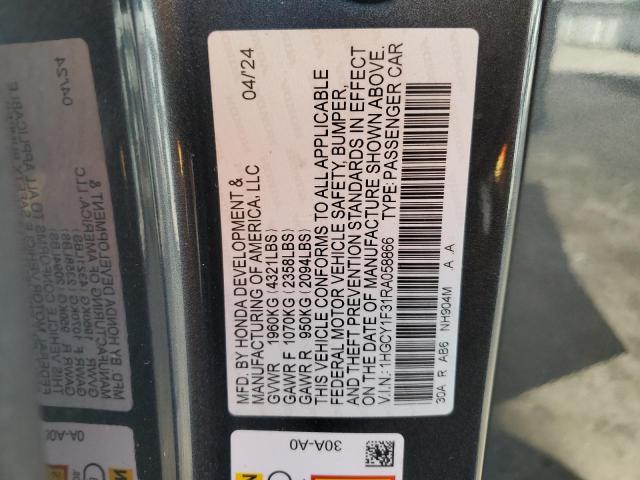 MFD. BY HONDA DEVELOPMENT & 04/'24
MANUFACTURING OF AMERICA, LLC
GVWR 1960KG(4321LBS)
GAWR F 1070KG(2358LBS)
GAWR R 950KG(2094LBS)
THIS VEHICLE CONFORMS TO ALL APPLICABLE
FEDERAL MOTOR VEHICLE SAFETY, BUMPER,
AND THEFT PREVENTION STANDARDS IN EFFECT
ON THE DATE OF MANUFACTURE SHOWN ABOVE.
V.I.N.:1HGCY1F31RA058866 TYPE:PASSENGER CAR
30A R AB6 NH904M A A
30A-A0